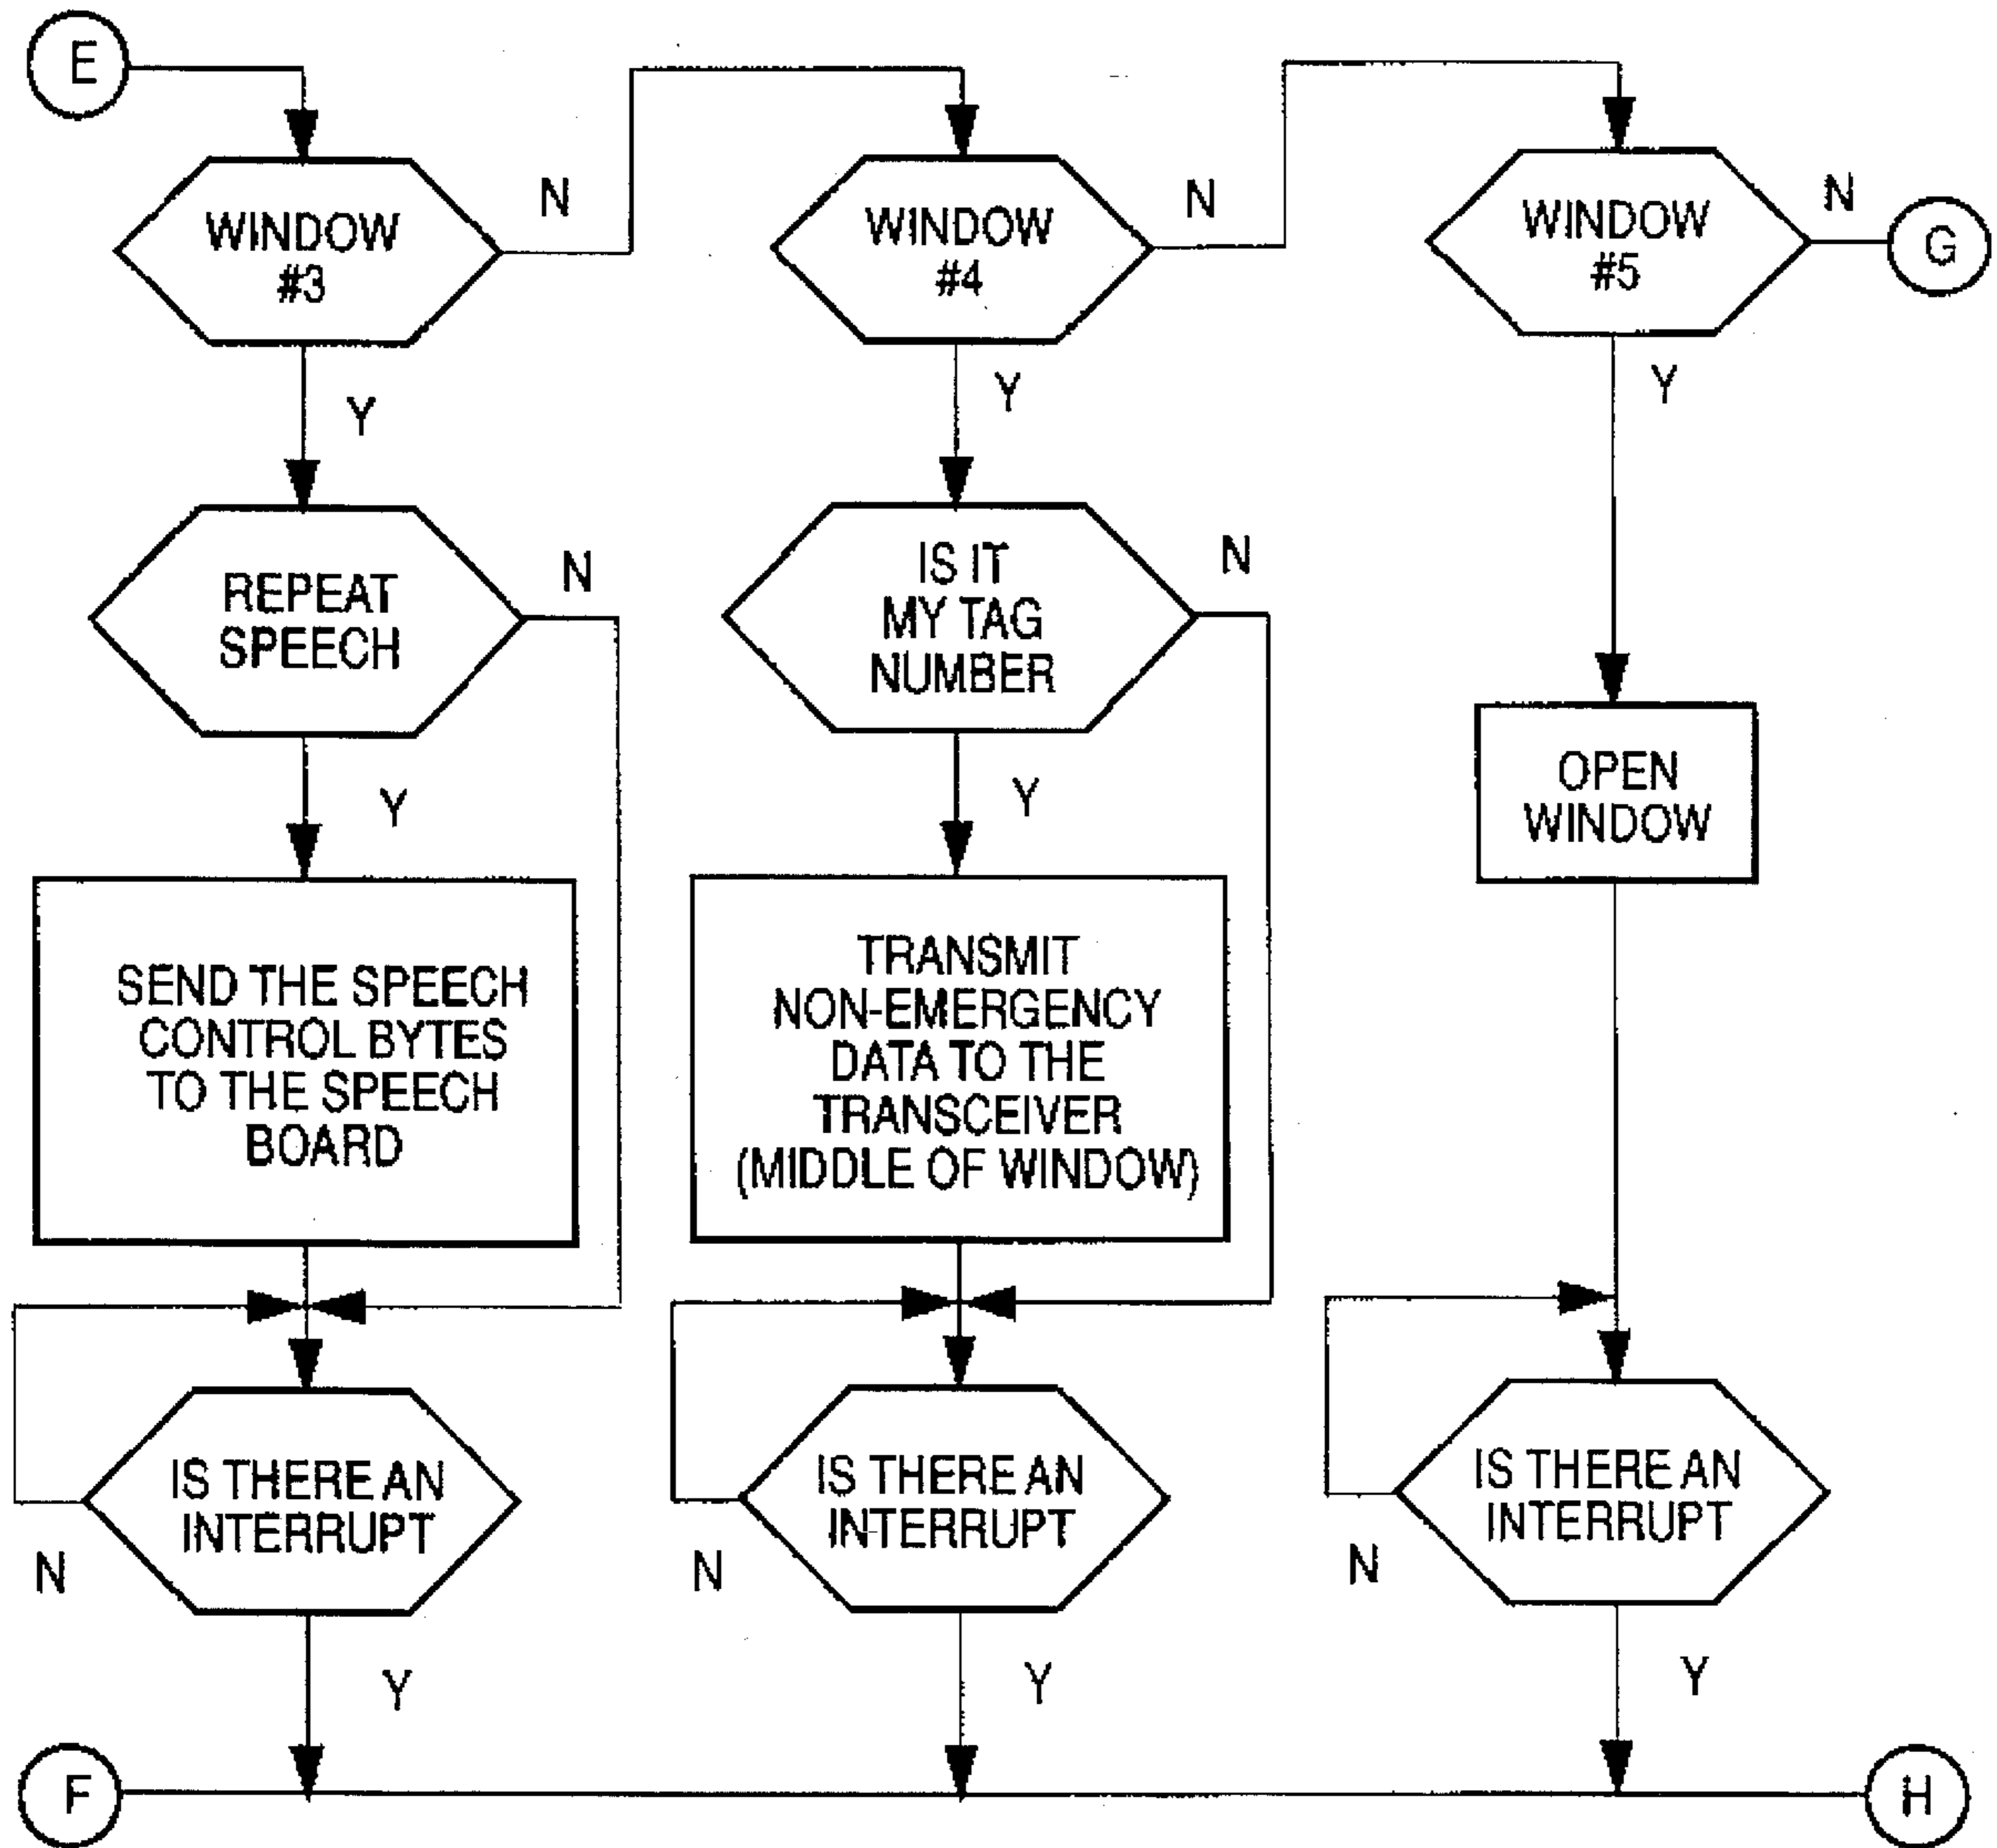 E
WINDOW
#3
N
Y
WINDOW
#4
N
Y
WINDOW
#5
N
G
Y
REPEAT
SPEECH
N
Y
IS IT
MY TAG
NUMBER
N
Y
OPEN
WINDOW
SEND THE SPEECH
CONTROL BYTES
TO THE SPEECH
BOARD
TRANSMIT
NON-EMERGENCY
DATA TO THE
TRANSCEIVER
(MIDDLE OF WINDOW)
IS THERE AN
INTERRUPT
N
Y
IS THERE AN
INTERRUPT
N
Y
IS THERE AN
INTERRUPT
N
Y
F
H